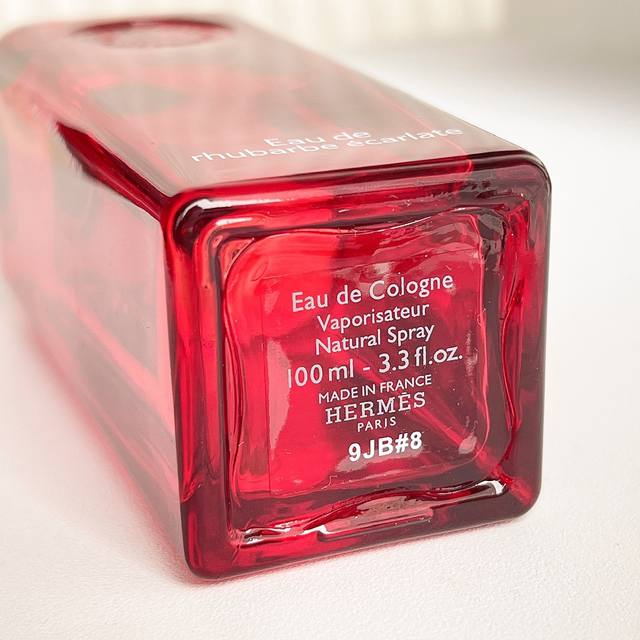 Eau de
rhubarbe écarlate
Eau de Cologne
Vaporisateur
Natural Spray
100 ml - 3.3 fl.oz.
MADE IN FRANCE
HERMÈS
PARIS
9JB#8